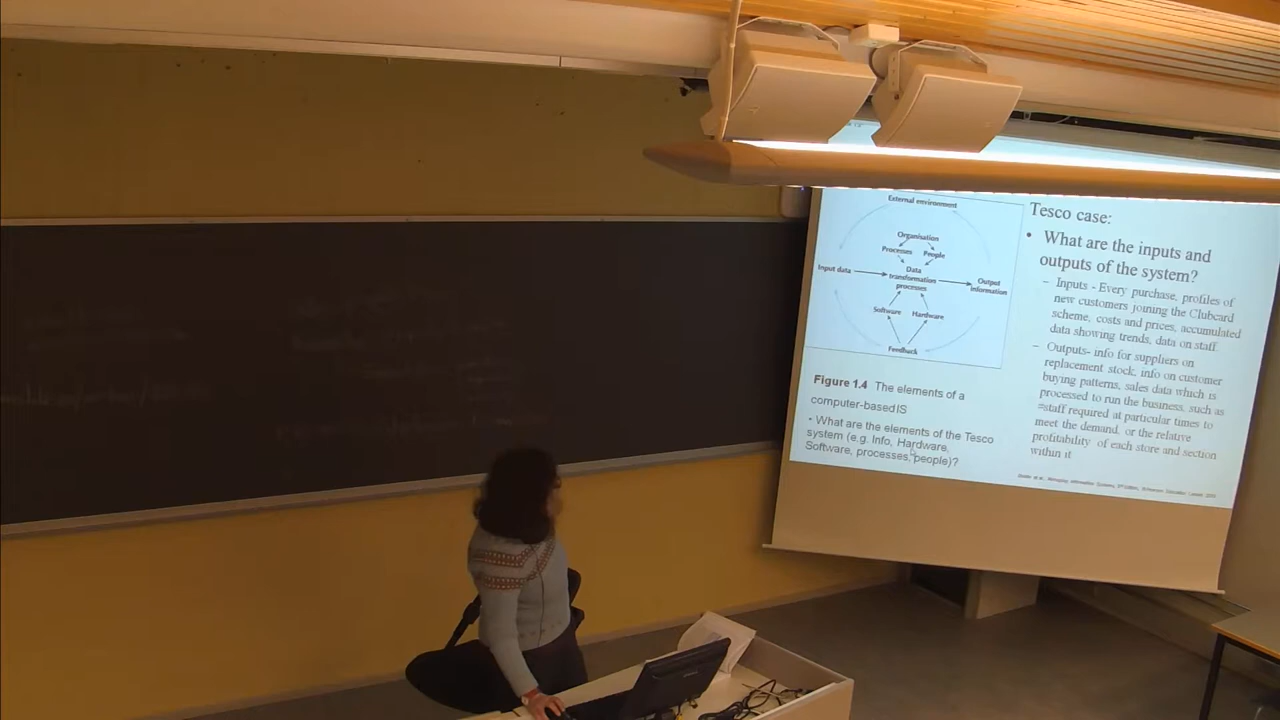 External environment
Organisation
Processes
People
Input data
Data
transformation
processes
Output
information
Software
Hardware
Feedback
Figure 1.4 The elements of a
computer-based IS
- What are the elements of the Tesco
system (e.g. Info, Hardware,
Software, processes, people)?
Tesco case:
• What are the inputs and
outputs of the system?
– Inputs - Every purchase, profiles of
new customers joining the Clubcard
scheme, costs and prices, accumulated
data showing trends, data on staff.
– Outputs- info for suppliers on
replacement stock, info on customer
buying patterns, sales data which is
processed to run the business, such as
=staff required at particular times to
meet the demand, or the relative
profitability of each store and section
within it